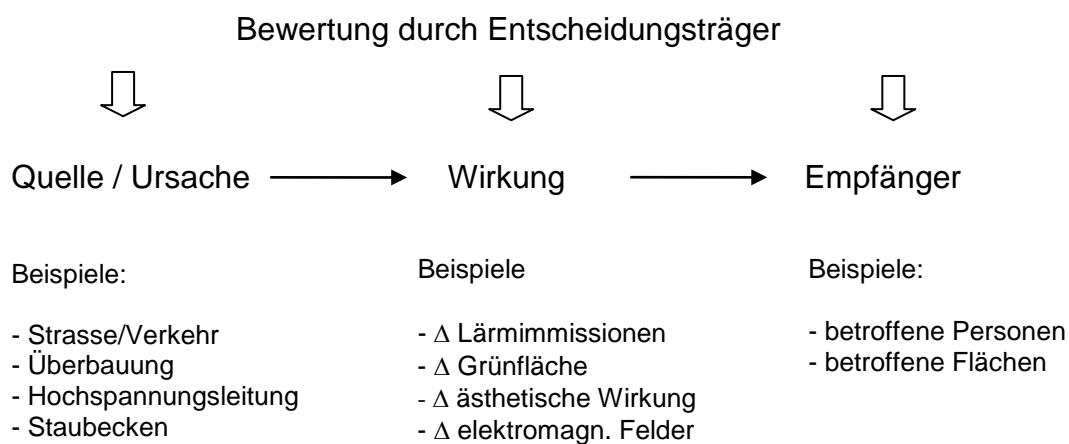 Bewertung durch Entscheidungsträger
Quelle / Ursache
Wirkung
Empfänger
Beispiele:
- Strasse/Verkehr
- Überbauung
- Hochspannungsleitung
- Staubecken
Beispiele
- Δ Lärmimmissionen
- Δ Grünfläche
- Δ ästhetische Wirkung
- Δ elektromagn. Felder
Beispiele:
- betroffene Personen
- betroffene Flächen